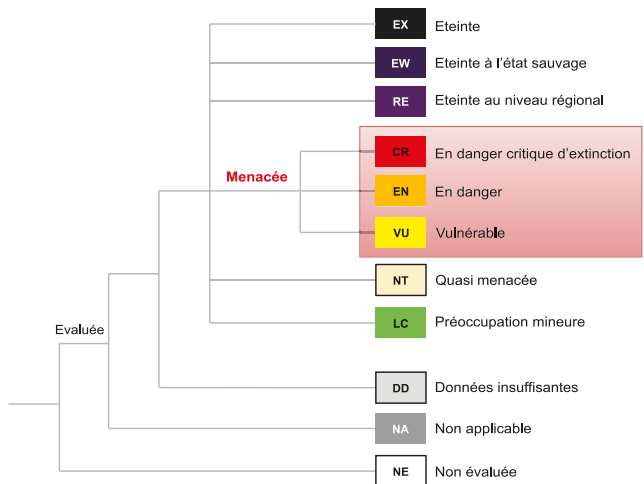 EX Eteinte
EW Eteinte à l'état sauvage
RE Eteinte au niveau régional
CR En danger critique d'extinction
Menacée EN En danger
VU Vulnérable
NT Quasi menacée
LC Préoccupation mineure
Evaluée
DD Données insuffisantes
NA Non applicable
NE Non évaluée